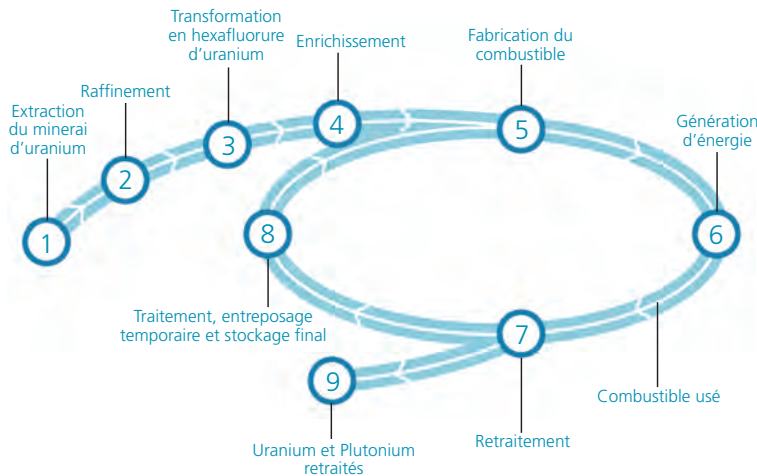 Extraction
du minerai
d'uranium
1
Raffinement
2
Transformation
en hexafluorure
d'uranium
3
Enrichissement
4
Fabrication du
combustible
5
Génération
d'énergie
6
Combustible usé
7
Retraitement
8
Traitement, entreposage
temporaire et stockage final
9
Uranium et Plutonium
retraités